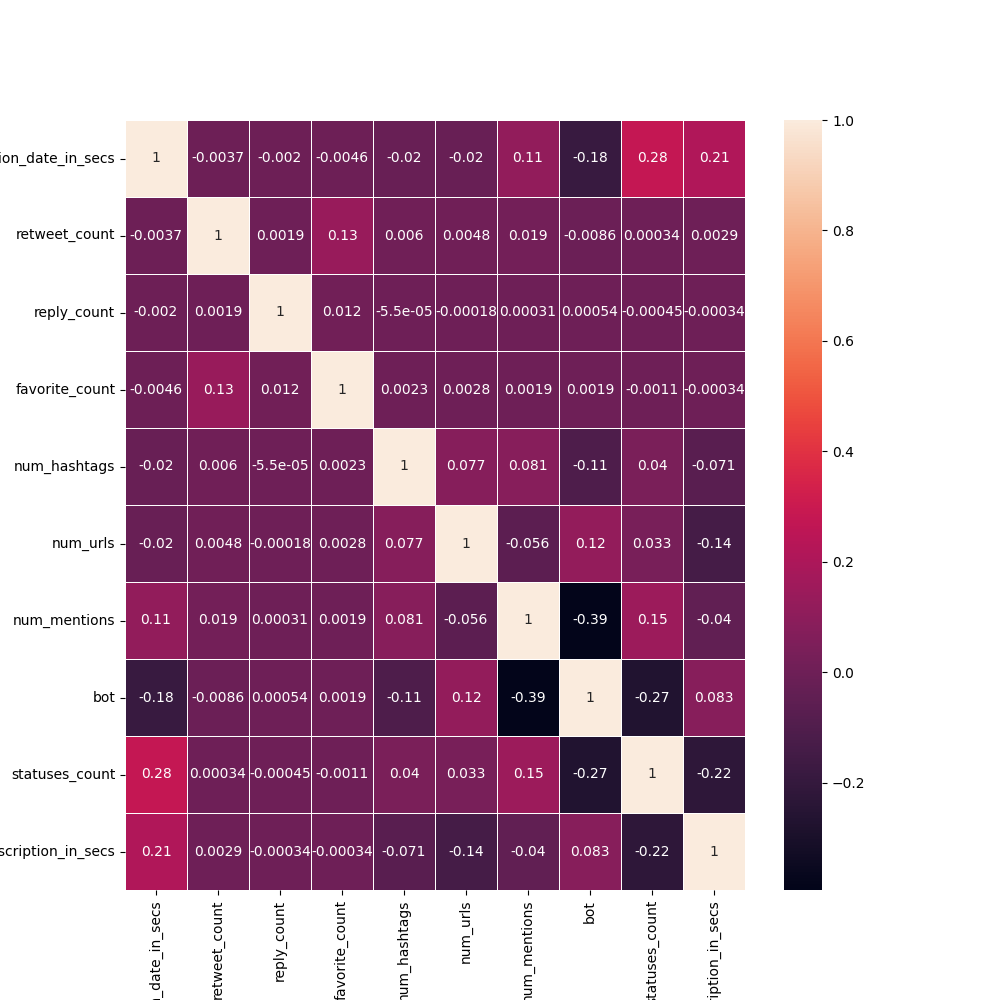 ion_date_in_secs 1 -0.0037 -0.002 -0.0046 -0.02 -0.02 0.11 -0.18 0.28 0.21
retweet_count -0.0037 1 0.0019 0.13 0.006 0.0048 0.019 -0.0086 0.00034 0.0029
reply_count -0.002 0.0019 1 0.012 -5.5e-05 -0.00018 0.00031 0.00054 -0.00045 -0.00034
favorite_count -0.0046 0.13 0.012 1 0.0023 0.0028 0.0019 0.0019 -0.0011 -0.00034
num_hashtags -0.02 0.006 -5.5e-05 0.0023 1 0.077 0.081 -0.11 0.04 -0.071
num_urls -0.02 0.0048 -0.00018 0.0028 0.077 1 -0.056 0.12 0.033 -0.14
num_mentions 0.11 0.019 0.00031 0.0019 0.081 -0.056 1 -0.39 0.15 -0.04
bot -0.18 -0.0086 0.00054 0.0019 -0.11 0.12 -0.39 1 -0.27 0.083
statuses_count 0.28 0.00034 -0.00045 -0.0011 0.04 0.033 0.15 -0.27 1 -0.22
scription_in_secs 0.21 0.0029 -0.00034 -0.00034 -0.071 -0.14 -0.04 0.083 -0.22 1
_date_in_secs
retweet_count
reply_count
favorite_count
num_hashtags
num_urls
num_mentions
bot
statuses_count
ription_in_secs
1.0
0.8
0.6
0.4
0.2
0.0
−0.2